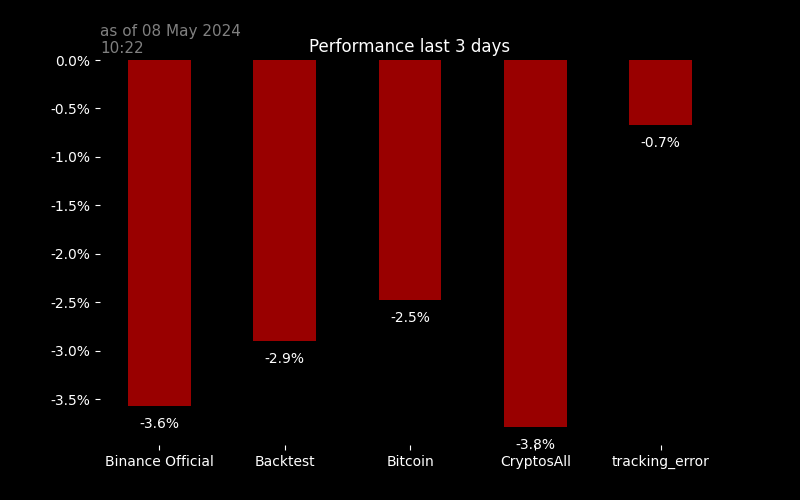 as of 08 May 2024
10:22
Performance last 3 days
0.0%
-0.5%
-1.0%
-1.5%
-2.0%
-2.5%
-3.0%
-3.5%
-3.6%
-2.9%
-2.5%
-3.8%
-0.7%
Binance Official
Backtest
Bitcoin
CryptosAll
tracking_error